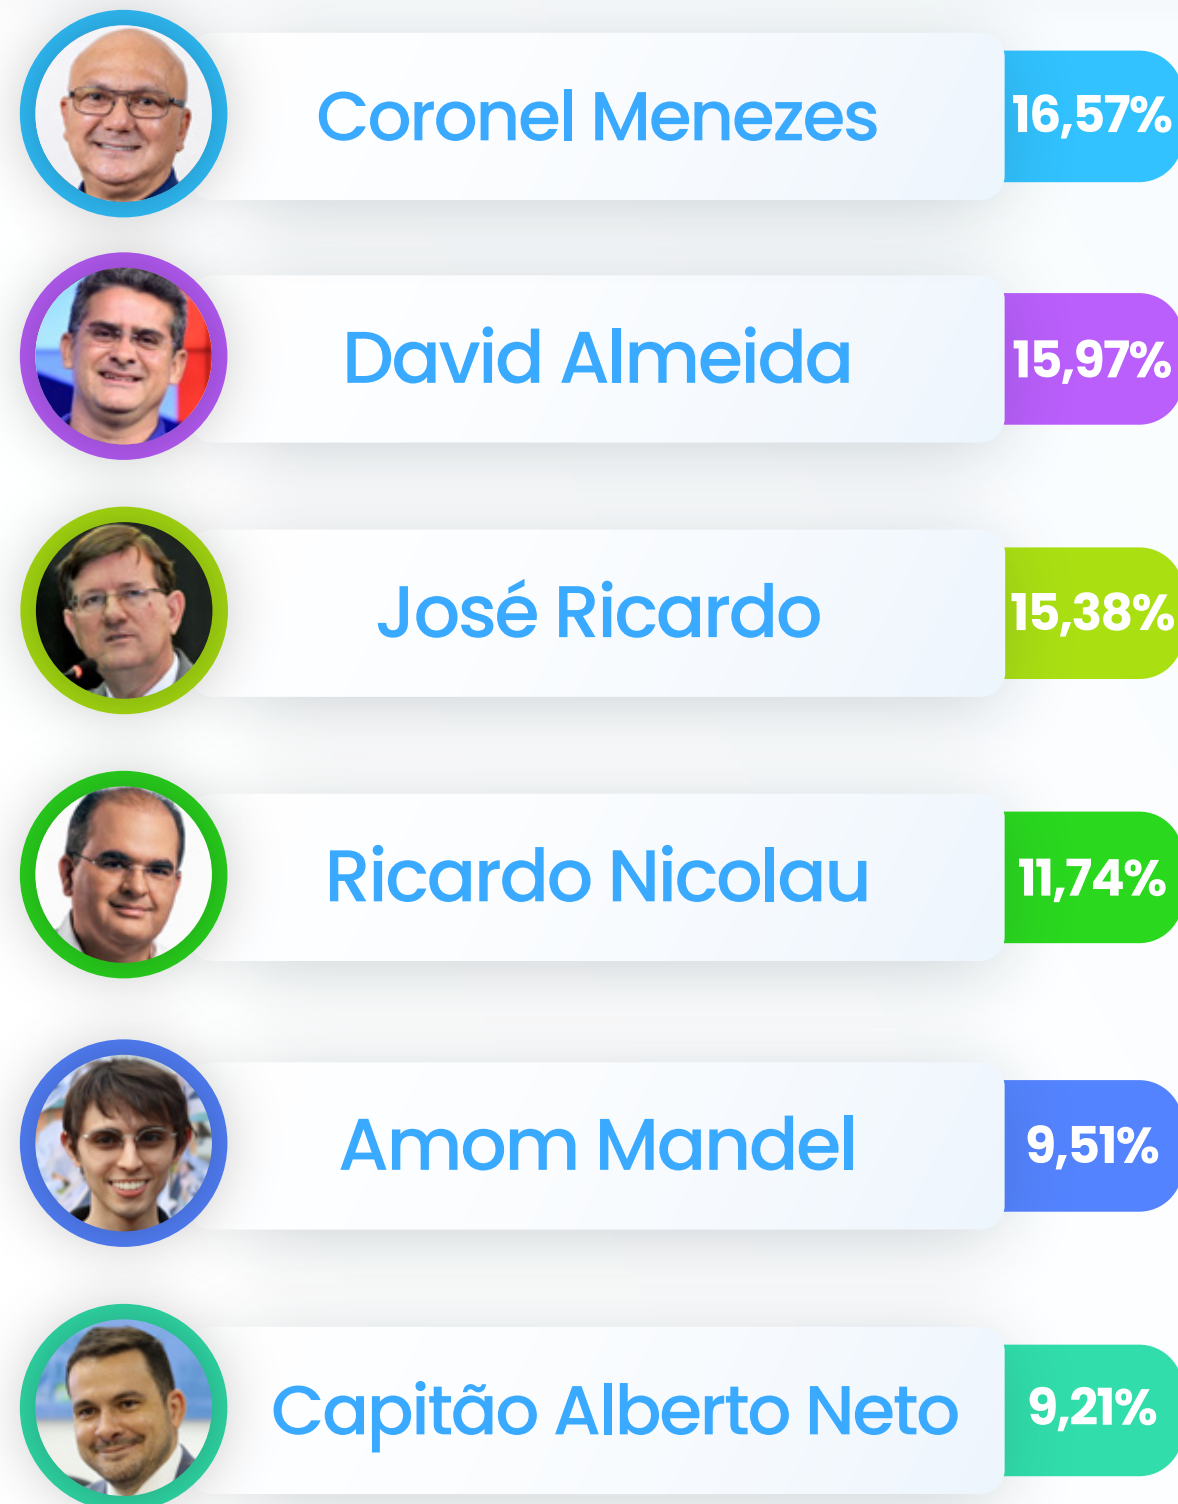 Coronel Menezes 16,57%
David Almeida 15,97%
José Ricardo 15,38%
Ricardo Nicolau 11,74%
Amom Mandel 9,51%
Capitão Alberto Neto 9,21%